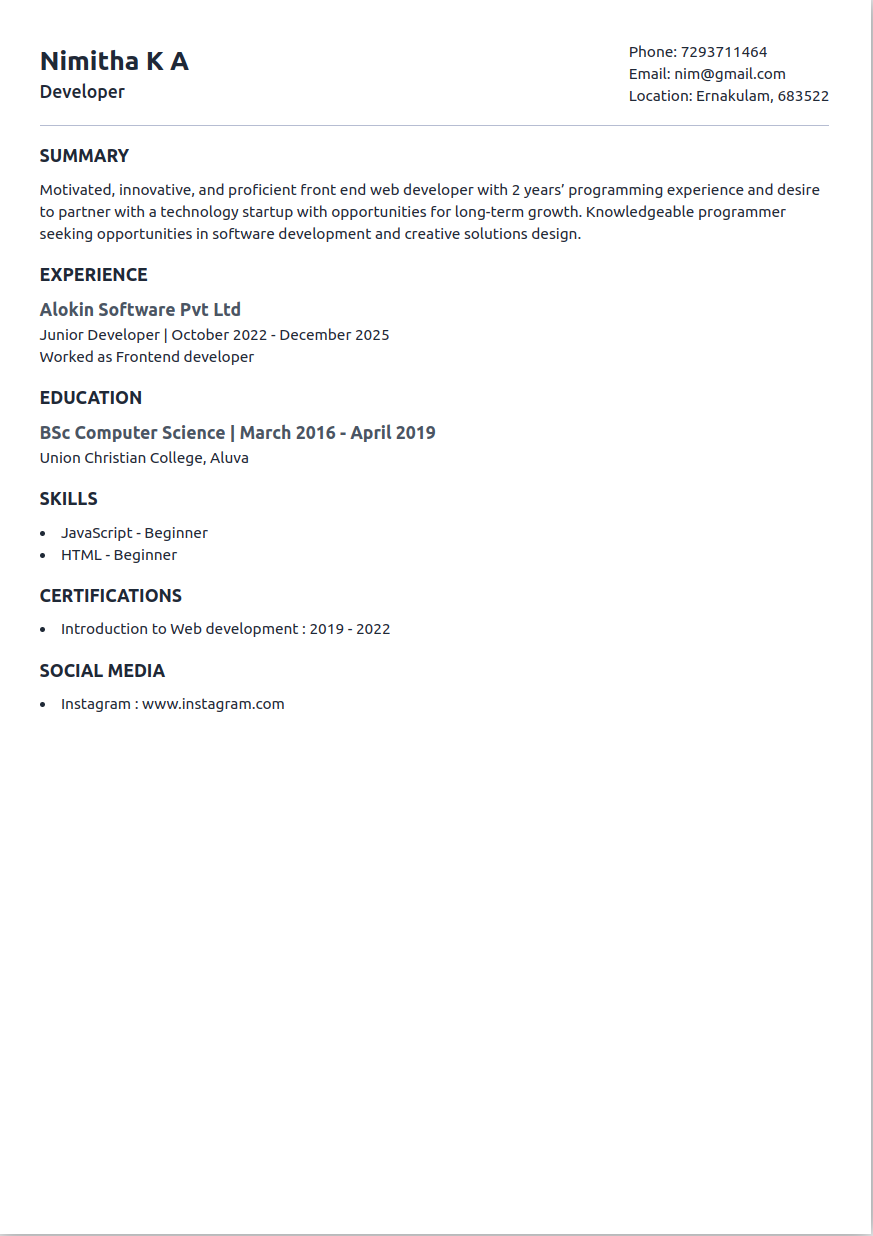 Nimitha K A
Developer
Phone: 7293711464
Email: nim@gmail.com
Location: Ernakulam, 683522
SUMMARY
Motivated, innovative, and proficient front end web developer with 2 years’ programming experience and desire
to partner with a technology startup with opportunities for long-term growth. Knowledgeable programmer
seeking opportunities in software development and creative solutions design.
EXPERIENCE
Alokin Software Pvt Ltd
Junior Developer | October 2022 - December 2025
Worked as Frontend developer
EDUCATION
BSc Computer Science | March 2016 - April 2019
Union Christian College, Aluva
SKILLS
• JavaScript - Beginner
• HTML - Beginner
CERTIFICATIONS
• Introduction to Web development : 2019 - 2022
SOCIAL MEDIA
• Instagram : www.instagram.com